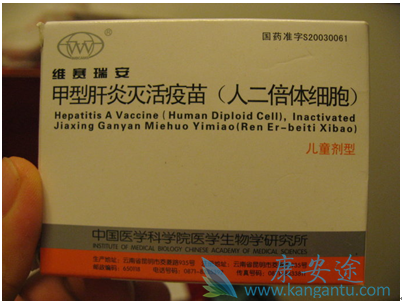 国药准字S20030061
维赛瑞安
甲型肝炎灭活疫苗（人二倍体细胞）
Hepatitis A Vaccine (Human Diploid Cell), Inactivated
Jiaxing Ganyan Miehuo Yimiao(Ren Er-beiti Xibao)
儿童剂型
中国医学科学院医学生物学研究所
INSTITUTE OF MEDICAL BIOLOGY CHINESE ACADEMY OF MEDICAL SCIENCES
康安途
www.kangantu.com